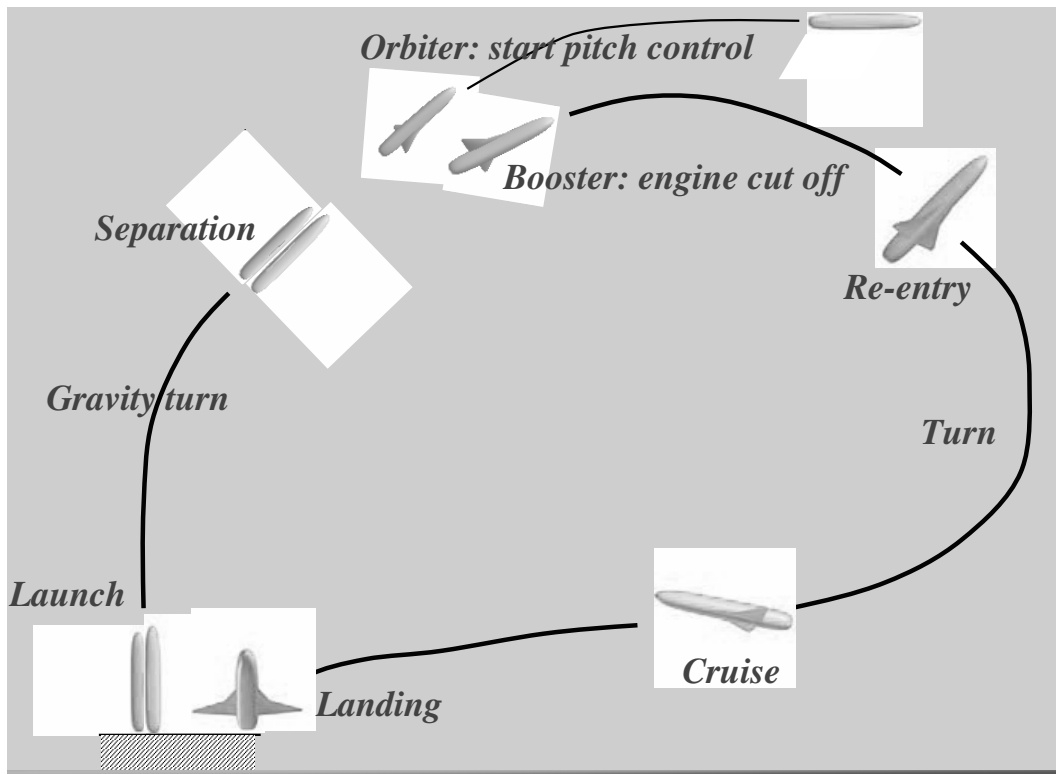 Orbiter: start pitch control
Booster: engine cut off
Separation
Re-entry
Gravity turn
Turn
Launch
Cruise
Landing